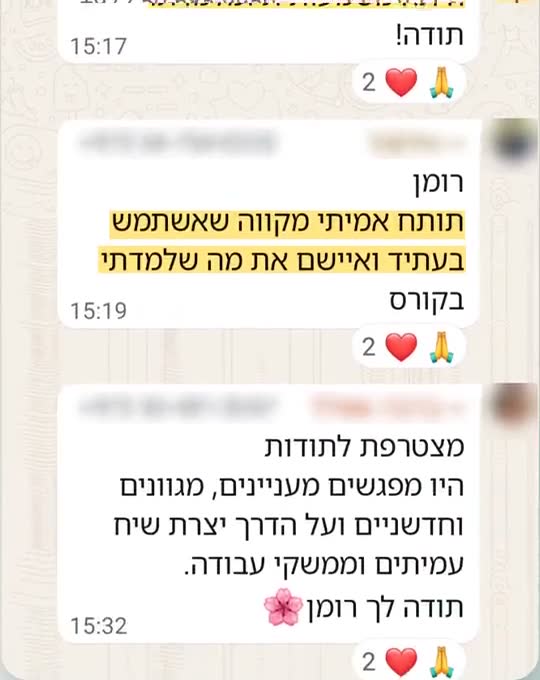 תודה!
15:17
🙏❤️ 2
רומן
תותח אמיתי מקווה שאשתמש
בעתיד ואיישם את מה שלמדתי
בקורס
15:19
🙏❤️ 2
מצטרפת לתודות
היו מפגשים מעניינים, מגוונים
וחדשניים ועל הדרך יצרת שיח
עמיתים וממשקי עבודה.
תודה לך רומן🌸
15:32
🙏❤️ 2